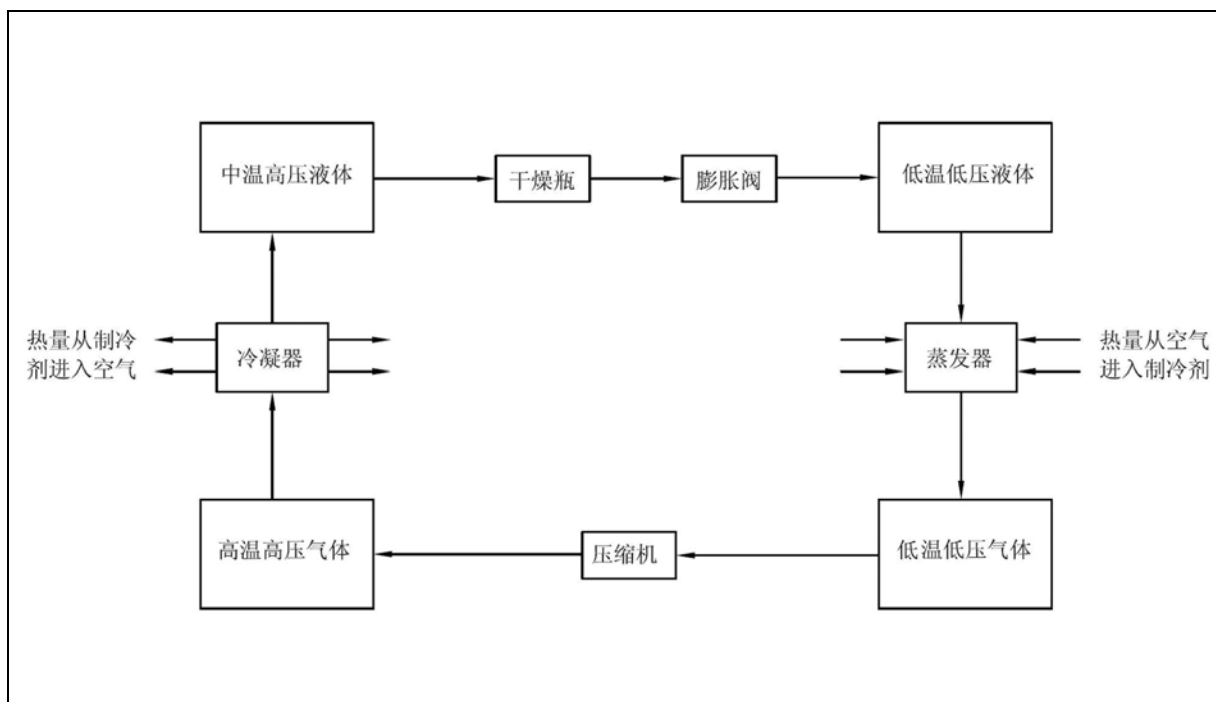 中温高压液体
干燥瓶
膨胀阀
低温低压液体
热量从制冷
剂进入空气
冷凝器
蒸发器
热量从空气
进入制冷剂
高温高压气体
压缩机
低温低压气体